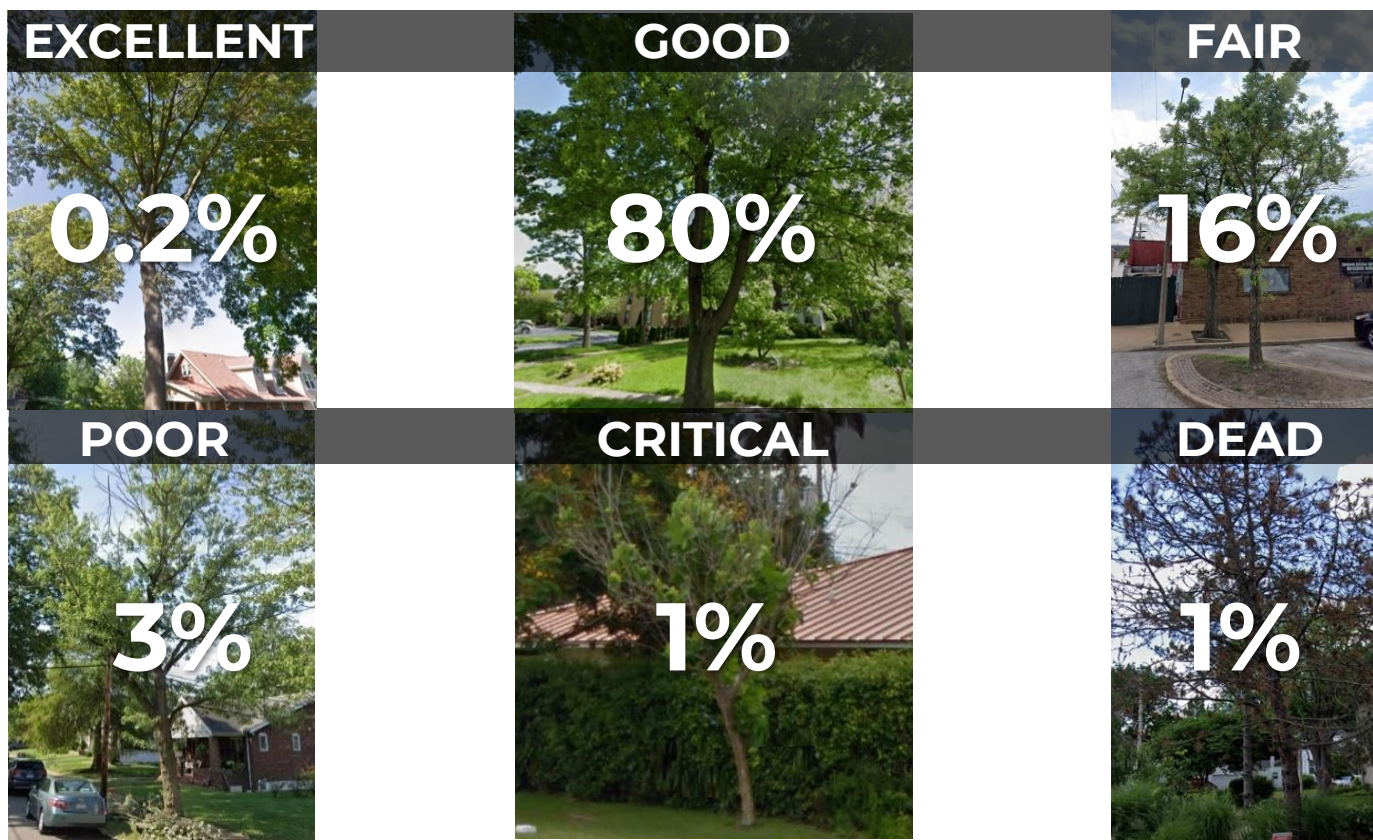 EXCELLENT
GOOD
FAIR
0.2%
80%
16%
POOR
CRITICAL
DEAD
3%
1%
1%